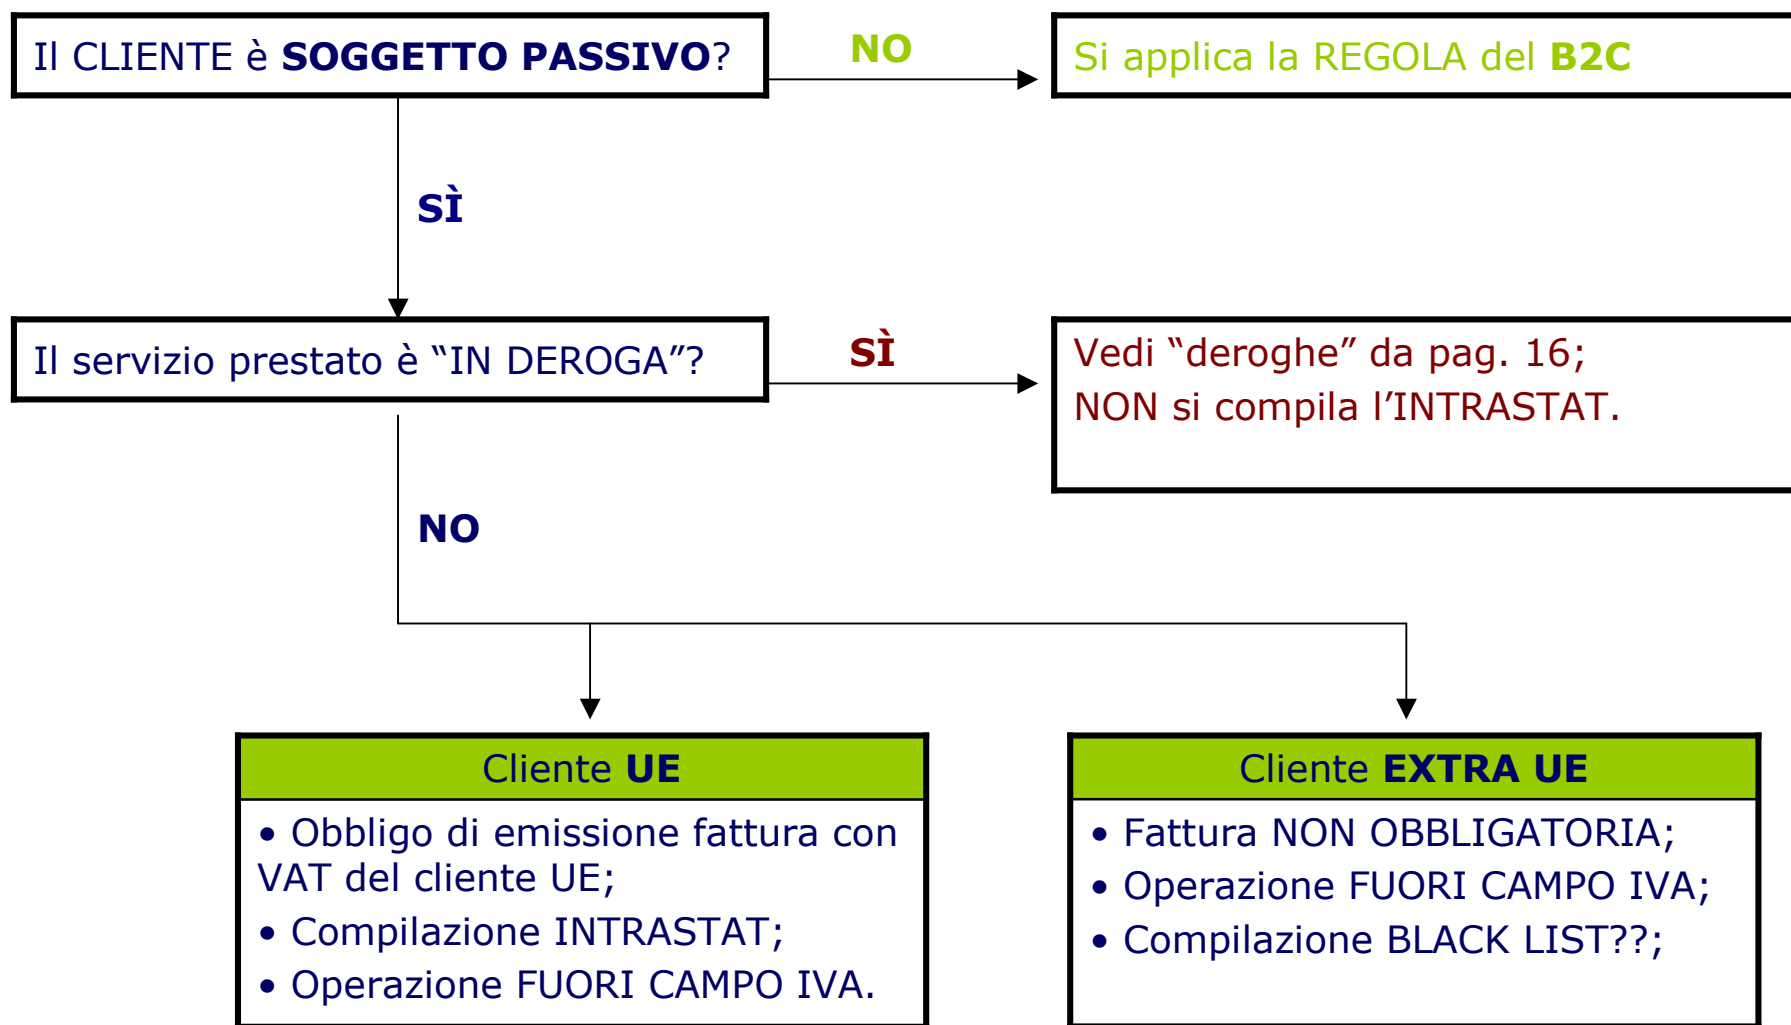 Il CLIENTE è SOGGETTO PASSIVO?
NO
Si applica la REGOLA del B2C
SÌ
Il servizio prestato è “IN DEROGA”?
SÌ
Vedi “deroghe” da pag. 16;
NON si compila l’INTRASTAT.
NO
Cliente UE
• Obbligo di emissione fattura con
VAT del cliente UE;
• Compilazione INTRASTAT;
• Operazione FUORI CAMPO IVA.
Cliente EXTRA UE
• Fattura NON OBBLIGATORIA;
• Operazione FUORI CAMPO IVA;
• Compilazione BLACK LIST??;